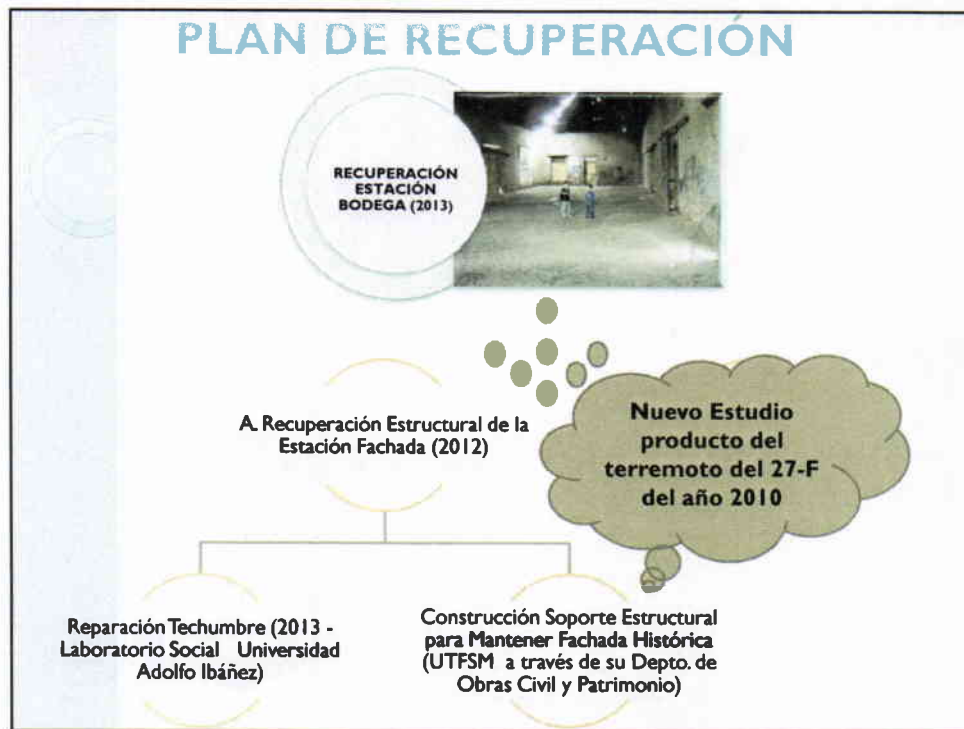 PLAN DE RECUPERACIÓN
RECUPERACIÓN
ESTACIÓN
BODEGA (2013)
A. Recuperación Estructural de la
Estación Fachada (2012)
Nuevo Estudio
producto del
terremoto del 27-F
del año 2010
Reparación Techumbre (2013 -
Laboratorio Social Universidad
Adolfo Ibáñez)
Construcción Soporte Estructural
para Mantener Fachada Histórica
(UTFSM a través de su Depto. de
Obras Civil y Patrimonio)